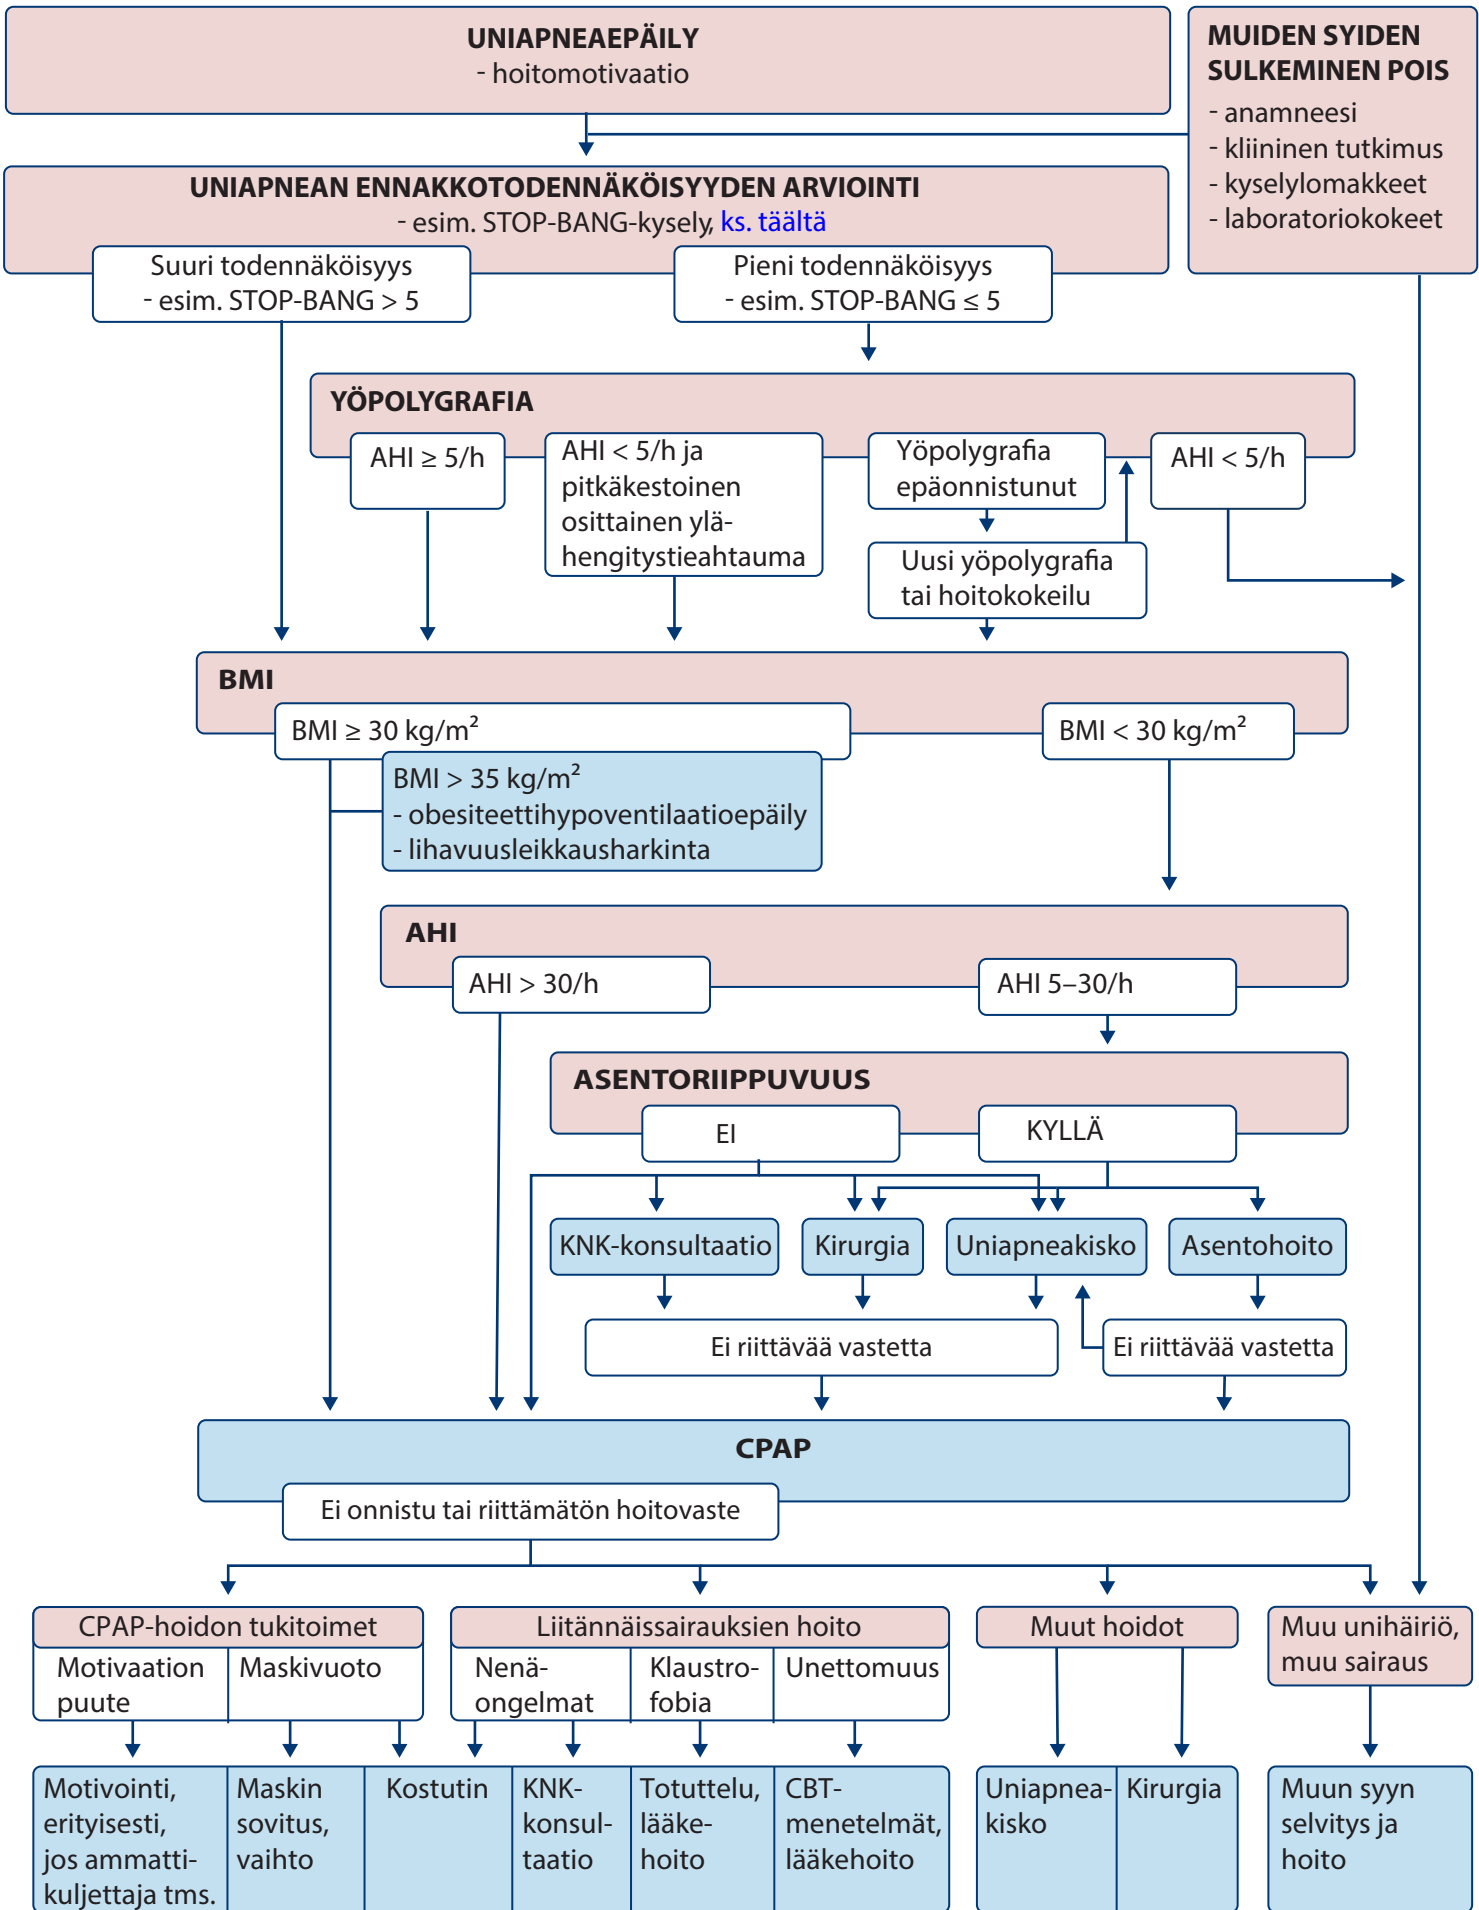 UNIAPNEAEPÄILY
- hoitomotivaatio
MUIDEN SYIDEN
SULKEMINEN POIS
- anamneesi
- kliininen tutkimus
- kyselylomakkeet
- laboratoriokokeet
UNIAPNEAN ENNAKKOTODENNÄKÖISYYDEN ARVIOINTI
- esim. STOP-BANG-kysely, ks. täältä
Suuri todennäköisyys
- esim. STOP-BANG > 5
Pieni todennäköisyys
- esim. STOP-BANG ≤ 5
YÖPOLYGRAFIA
AHI ≥ 5/h
AHI < 5/h ja
pitkäkestoinen
osittainen ylä-
hengitystieahtauma
Yöpolygrafia
epäonnistunut
AHI < 5/h
Uusi yöpolygrafia
tai hoitokokeilu
BMI
BMI ≥ 30 kg/m²
BMI < 30 kg/m²
BMI > 35 kg/m²
- obesiteettihypoventilaatioepäily
- lihavuusleikkausharkinta
AHI
AHI > 30/h
AHI 5–30/h
ASENTORIIPPUVUUS
EI
KYLLÄ
KNK-konsultaatio
Kirurgia
Uniapneakisko
Asentohoito
Ei riittävää vastetta
Ei riittävää vastetta
CPAP
Ei onnistu tai riittämätön hoitovaste
CPAP-hoidon tukitoimet
Motivaation
puute
Maskivuoto
Liitännäissairauksien hoito
Nenä-
ongelmat
Klaustro-
fobia
Unettomuus
Muut hoidot
Muu unihäiriö,
muu sairaus
Motivointi,
erityisesti,
jos ammatti-
kuljettaja tms.
Maskin
sovitus,
vaihto
Kostutin
KNK-
konsul-
taatio
Totuttelu,
lääke-
hoito
CBT-
menetelmät,
lääkehoito
Uniapnea-
kisko
Kirurgia
Muun syyn
selvitys ja
hoito